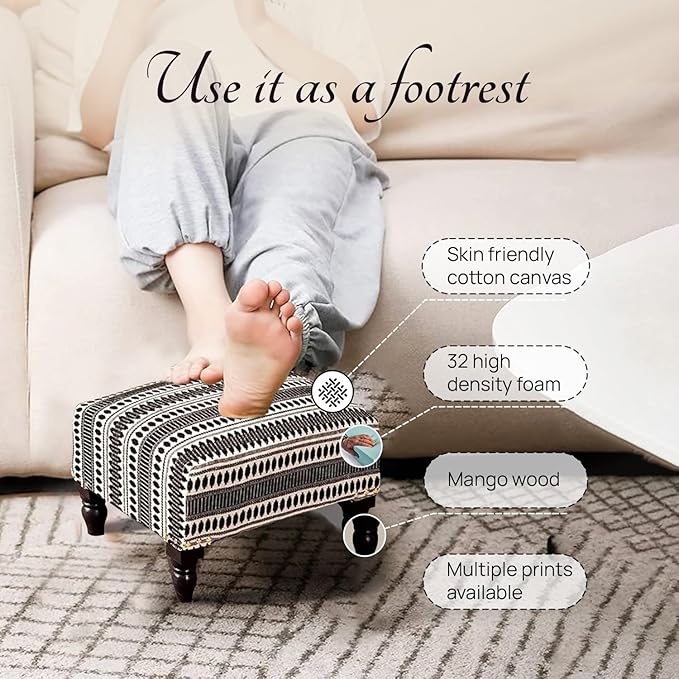 Use it as a footrest
Skin friendly
cotton canvas
32 high
density foam
Mango wood
Multiple prints
available